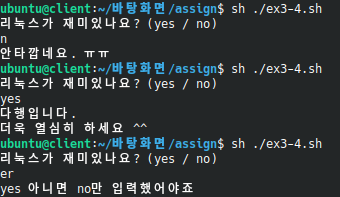 ubuntu@client:~/바탕화면/assign$ sh ./ex3-4.sh
리눅스가 재미있나요? (yes / no)
n
안타깝네요. ㅠㅠ
ubuntu@client:~/바탕화면/assign$ sh ./ex3-4.sh
리눅스가 재미있나요? (yes / no)
yes
다행입니다.
더욱 열심히 하세요 ^^
ubuntu@client:~/바탕화면/assign$ sh ./ex3-4.sh
리눅스가 재미있나요? (yes / no)
er
yes 아니면 no만 입력했어야죠